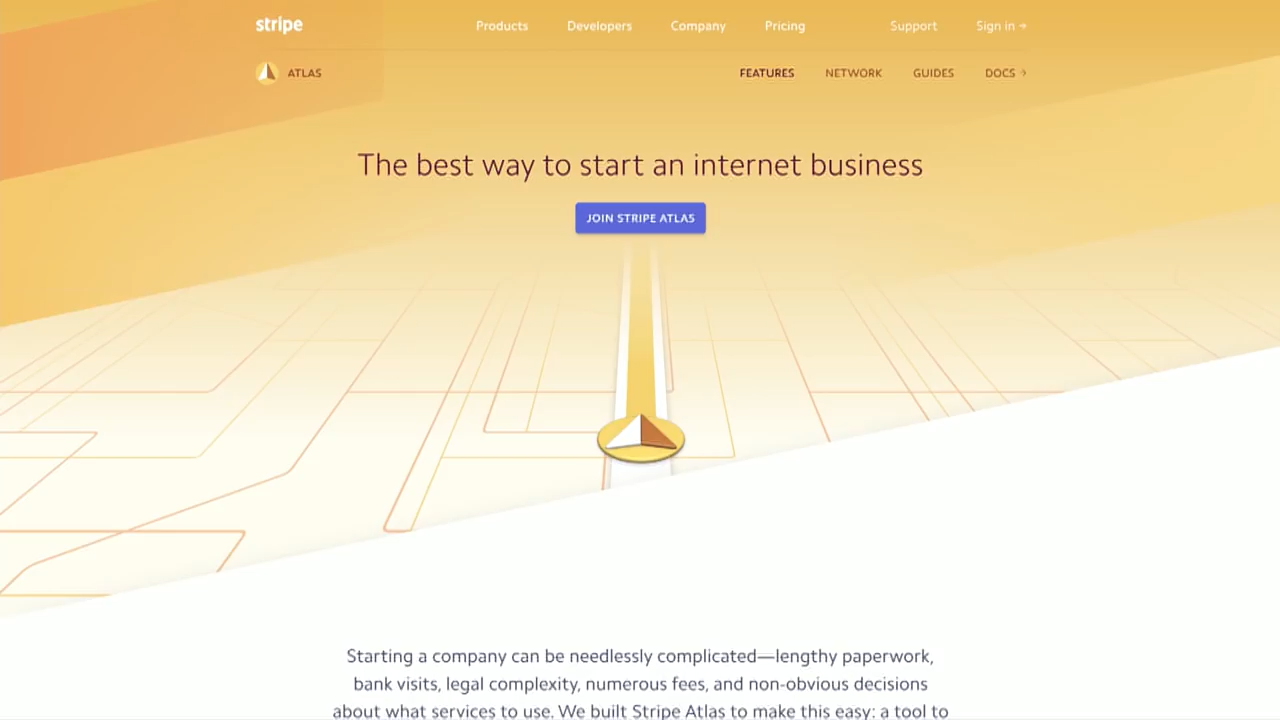 stripe Products Developers Company Pricing Support Sign in →
ATLAS FEATURES NETWORK GUIDES DOCS
The best way to start an internet business
JOIN STRIPE ATLAS
Starting a company can be needlessly complicated—lengthy paperwork,
bank visits, legal complexity, numerous fees, and non-obvious decisions
about what services to use. We built Stripe Atlas to make this easy: a tool to